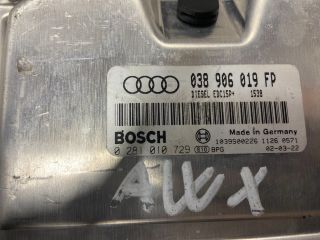 038 906 019 FP
DIESEL EDC15P+ 1538
Made in Germany
BOSCH
1039S00226 1126 0571
0 281 010 729 G10 BPG 02-03-22
AWX